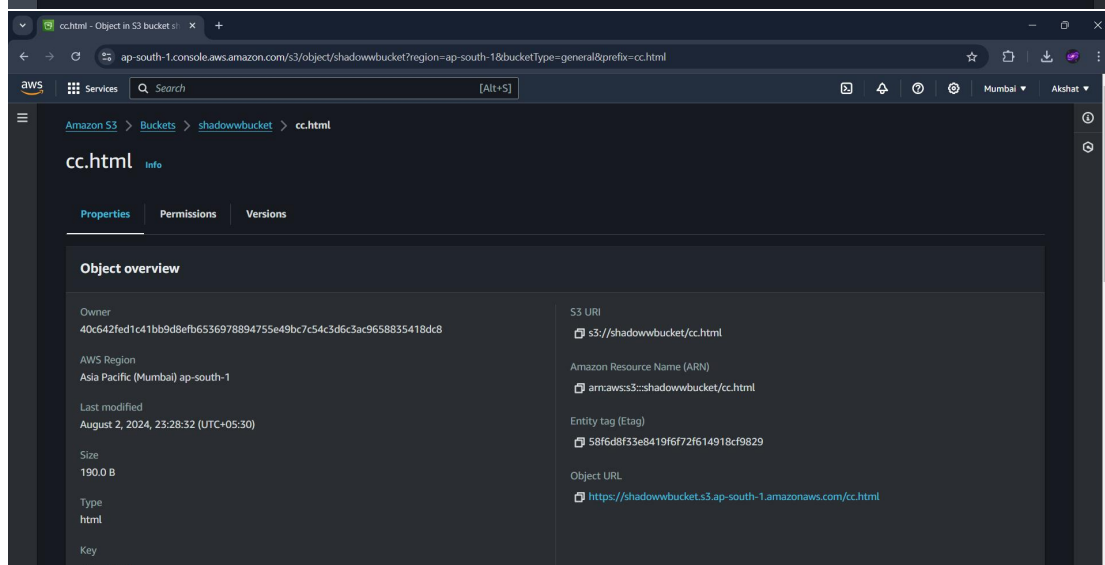 cc.html - Object in S3 bucket sh
ap-south-1.console.aws.amazon.com/s3/object/shadowwbucket?region=ap-south-1&bucketType=general&prefix=cc.html
aws Services Search [Alt+S] Mumbai Akshat
Amazon S3 > Buckets > shadowwbucket > cc.html
cc.html Info
Properties Permissions Versions
Object overview
Owner
40c642fed1c41bb9d8efb6536978894755e49bc7c54c3d6c3ac9658835418dc8
AWS Region
Asia Pacific (Mumbai) ap-south-1
Last modified
August 2, 2024, 23:28:32 (UTC+05:30)
Size
190.0 B
Type
html
Key
S3 URI
s3://shadowwbucket/cc.html
Amazon Resource Name (ARN)
arn:aws:s3:::shadowwbucket/cc.html
Entity tag (Etag)
58f6d8f33e8419f6f72f614918cf9829
Object URL
https://shadowwbucket.s3.ap-south-1.amazonaws.com/cc.html